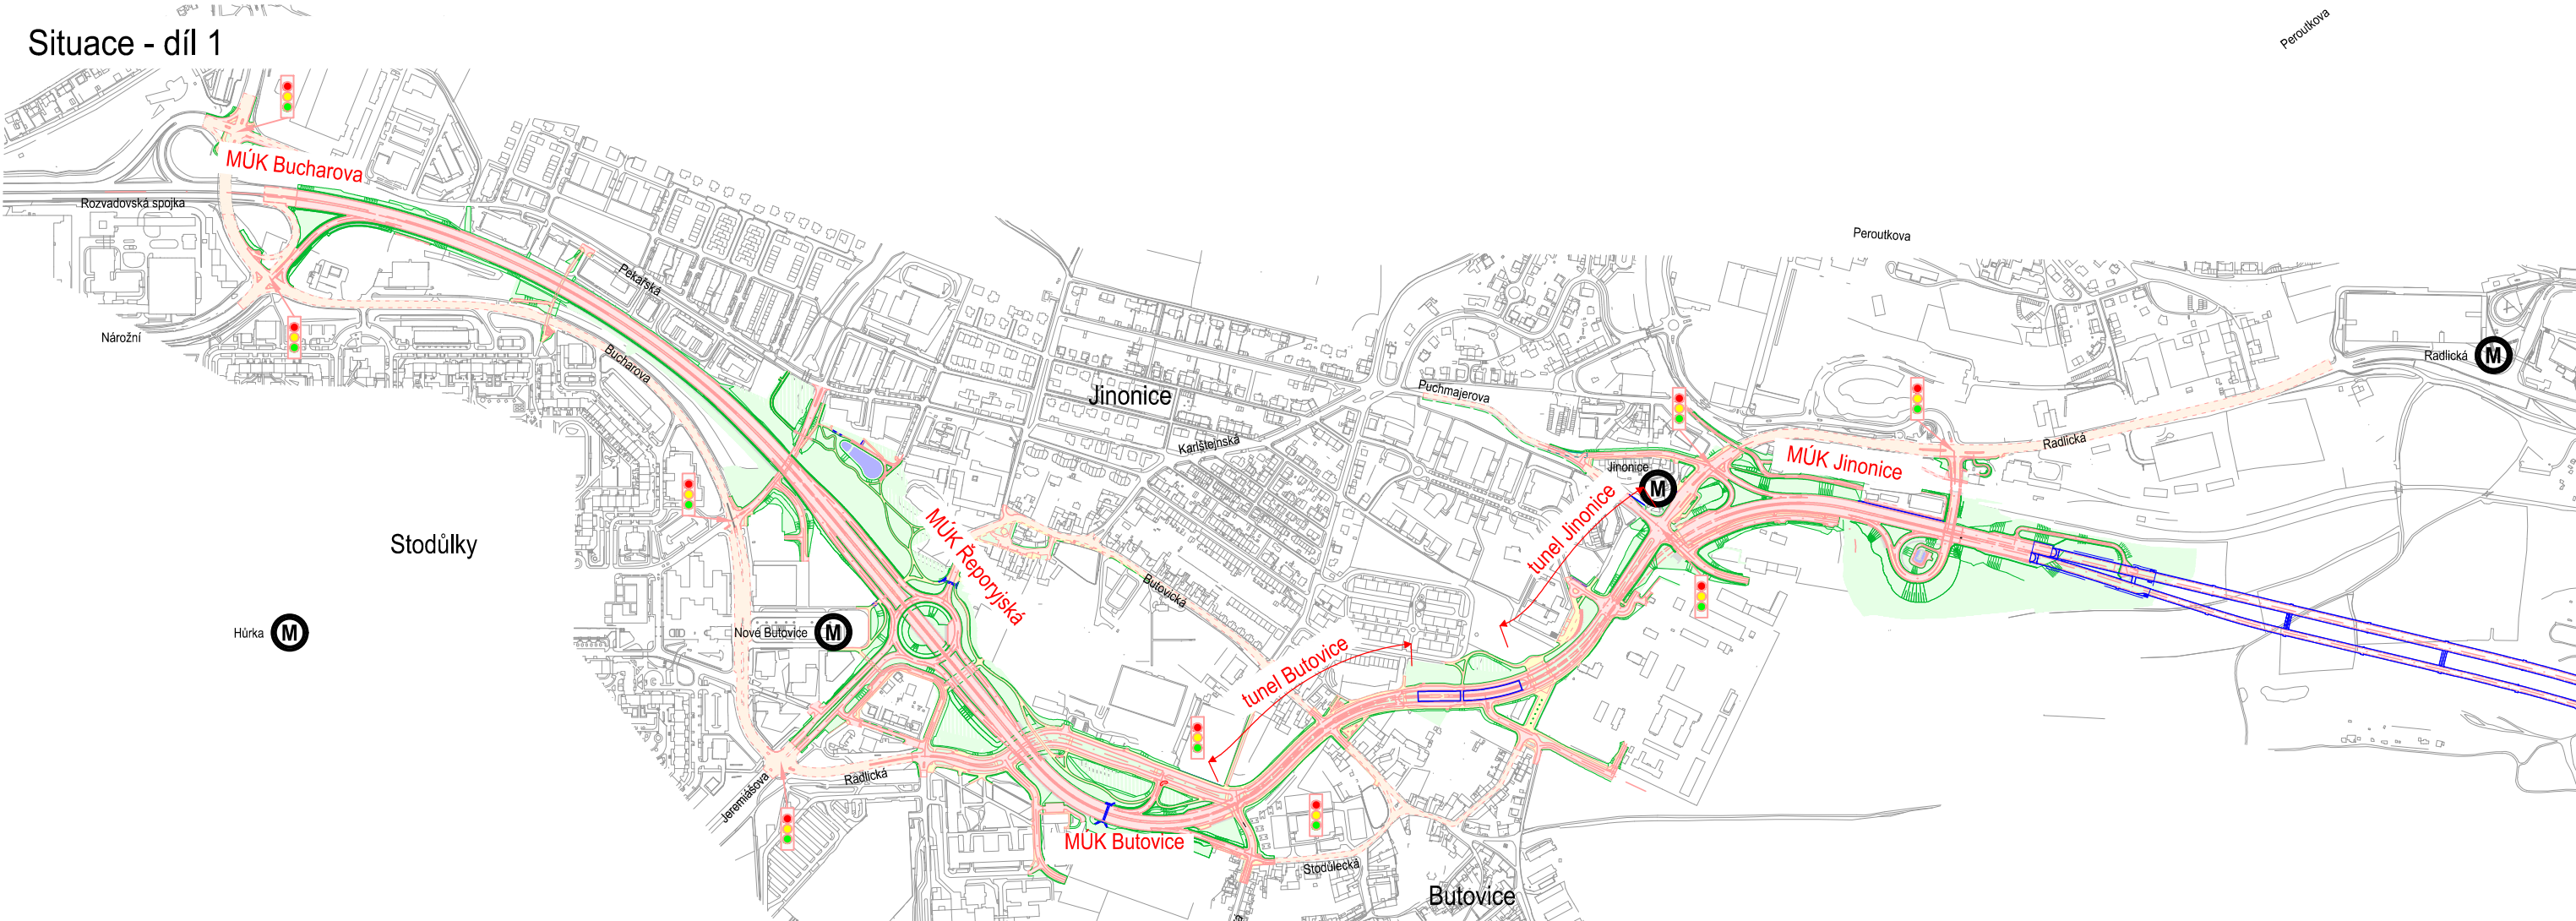 Peroutkova
Situace - díl 1
MÚK Bucharova
Rozvadovská spojka
Peroutkova
Pekařská
Nárožní
Bucharova
Radlická
M
Jinonice
Puchmajerova
Karlštejnská
Radlická
MÚK Jinonice
Jinonice
M
tunel Jinonice
MÚK Řeporyjská
Stodůlky
Butovická
Hůrka
M
Nové Butovice
M
tunel Butovice
Radlická
Jeremiášova
MÚK Butovice
Stodůlecká
Butovice